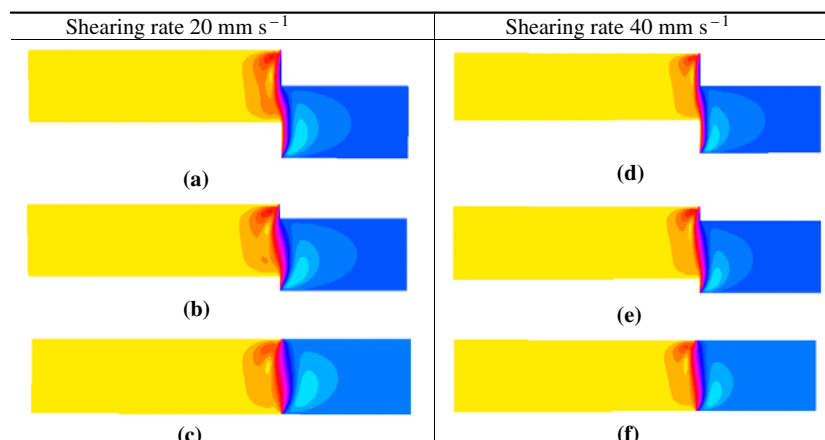 Shearing rate 20 mm s⁻¹
Shearing rate 40 mm s⁻¹
(a)
(d)
(b)
(e)
(c)
(f)